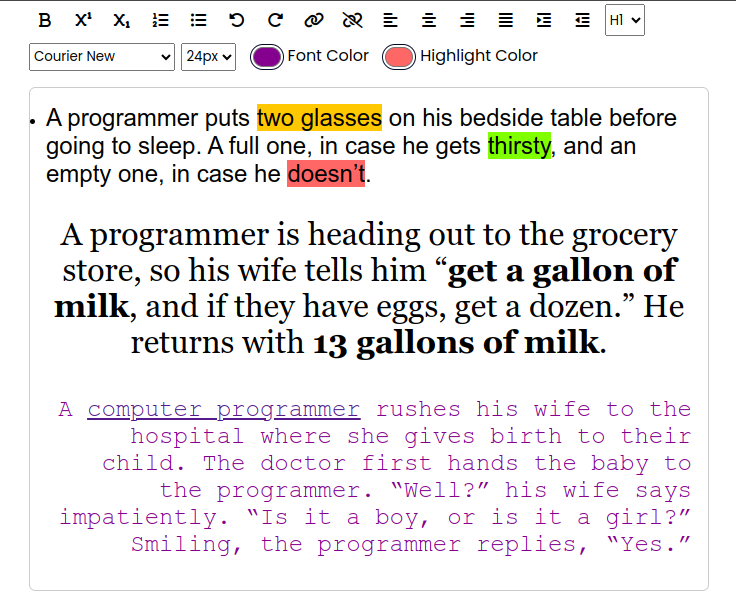 B X¹ X₁ H1
Courier New 24px Font Color Highlight Color
• A programmer puts two glasses on his bedside table before
going to sleep. A full one, in case he gets thirsty, and an
empty one, in case he doesn’t.
A programmer is heading out to the grocery
store, so his wife tells him “get a gallon of
milk, and if they have eggs, get a dozen.” He
returns with 13 gallons of milk.
A computer programmer rushes his wife to the
hospital where she gives birth to their
child. The doctor first hands the baby to
the programmer. “Well?” his wife says
impatiently. “Is it a boy, or is it a girl?”
Smiling, the programmer replies, “Yes.”